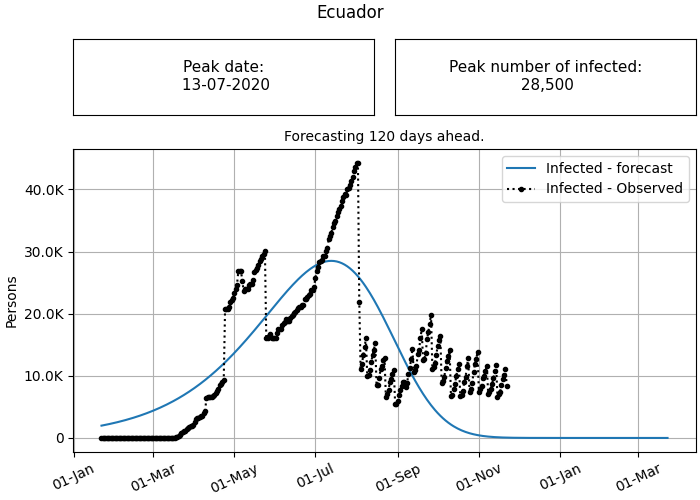 Ecuador
Peak date:
13-07-2020
Peak number of infected:
28,500
Forecasting 120 days ahead.
Infected - forecast
Infected - Observed
Persons
40.0K
30.0K
20.0K
10.0K
0
01-Jan
01-Mar
01-May
01-Jul
01-Sep
01-Nov
01-Jan
01-Mar